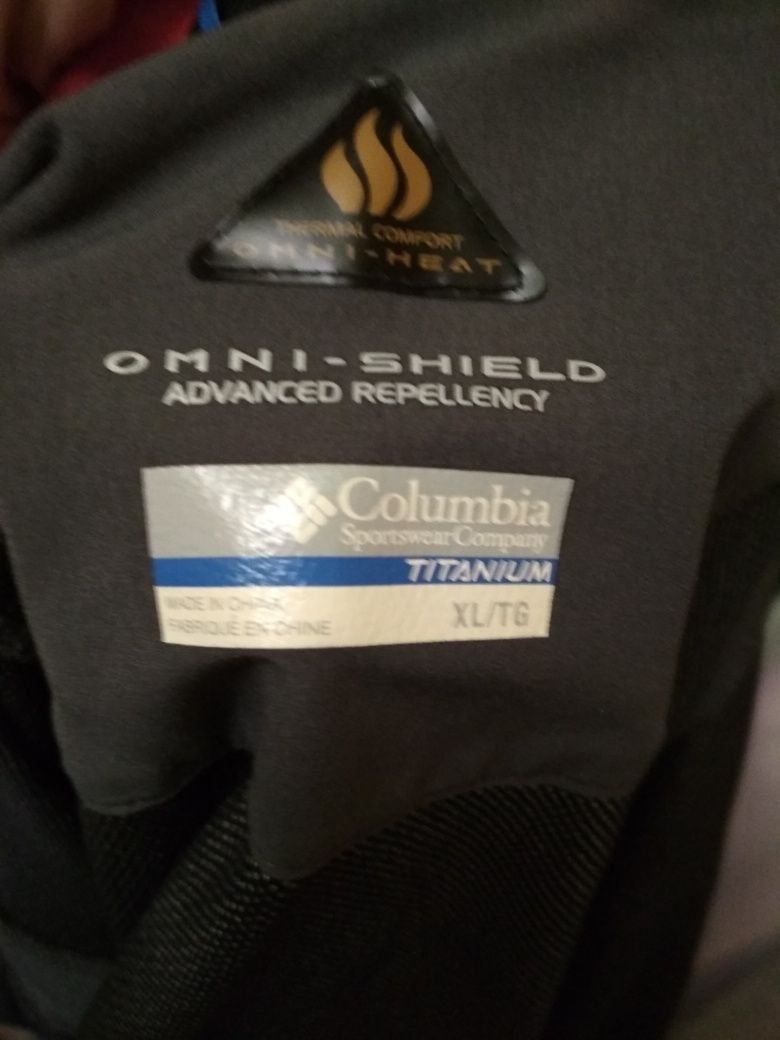 THERMAL COMFORT
OMNI-HEAT
OMNI-SHIELD
ADVANCED REPELLENCY
Columbia
Sportswear Company
TITANIUM
MADE IN CHINA
FABRIQUE EN CHINE
XL/TG